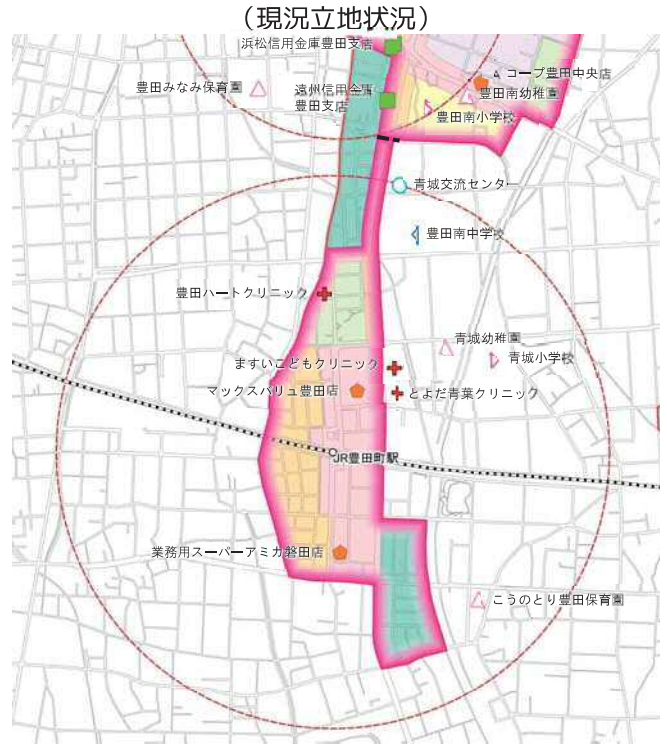 （現況立地状況）
浜松信用金庫豊田支店
コープ豊田中央店
豊田みなみ保育園
遠州信用金庫
豊田支店
豊田南幼稚園
豊田南小学校
青城交流センター
豊田南中学校
豊田ハートクリニック
青城幼稚園
青城小学校
ますいこどもクリニック
マックスバリュ豊田店
とよだ青葉クリニック
JR豊田町駅
業務用スーパーアミカ磐田店
こうのとり豊田保育園